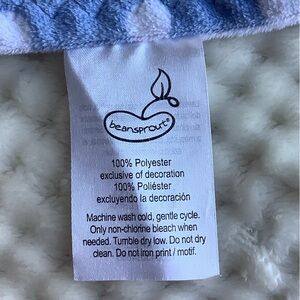 beansprout®
100% Polyester
exclusive of decoration
100% Poliéster
excluyendo la decoración
Machine wash cold, gentle cycle.
Only non-chlorine bleach when
needed. Tumble dry low. Do not dry
clean. Do not iron print / motif.